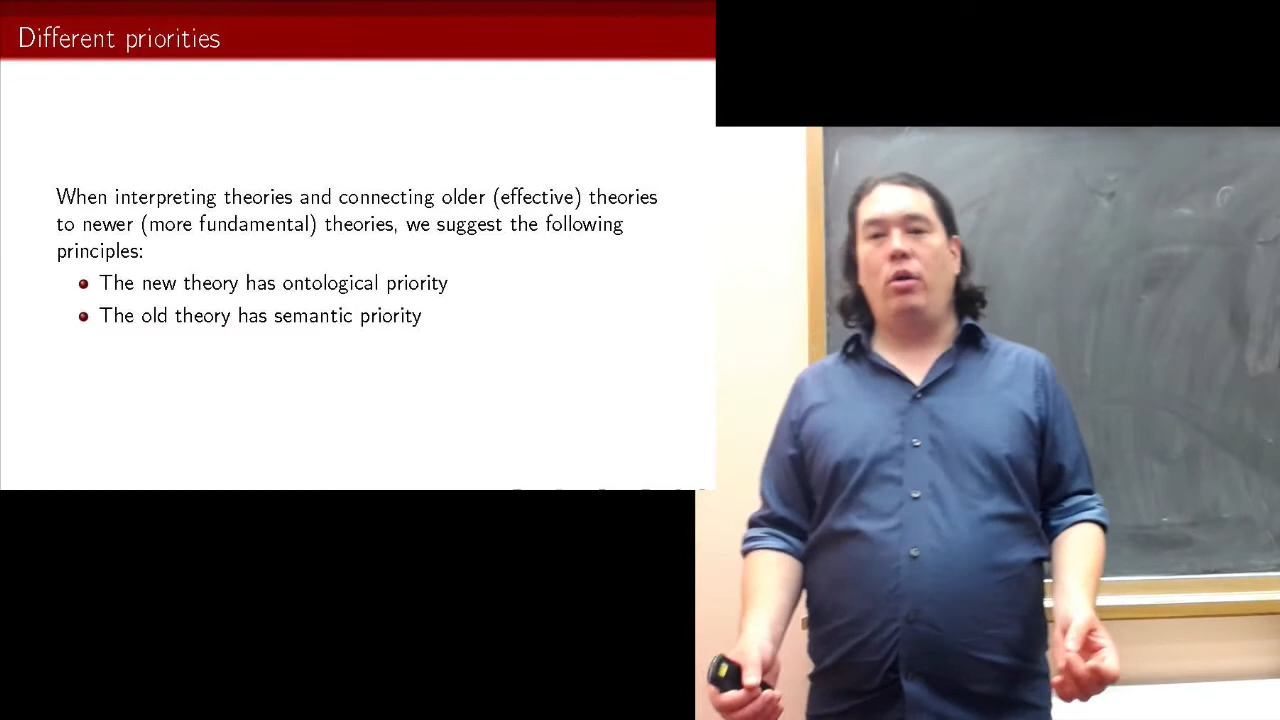 Different priorities
When interpreting theories and connecting older (effective) theories
to newer (more fundamental) theories, we suggest the following
principles:
The new theory has ontological priority
The old theory has semantic priority